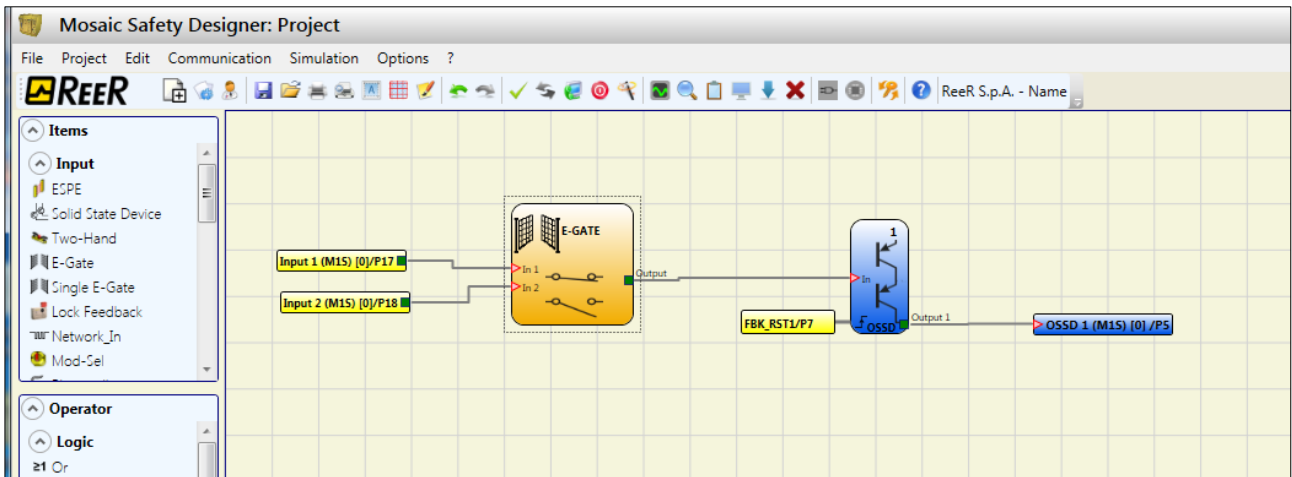 Mosaic Safety Designer: Project
File Project Edit Communication Simulation Options ?
REER ReeR S.p.A. - Name
Items
Input
ESPE
Solid State Device
Two-Hand
E-Gate
Single E-Gate
Lock Feedback
Network_In
Mod-Sel
Operator
Logic
≥1 Or
Input 1 (M1S) [0]/P17
Input 2 (M1S) [0]/P18
E-GATE
In 1
In 2
Output
1
In
FBK_RST1/P7
OSSD
Output 1
OSSD 1 (M1S) [0] /P5